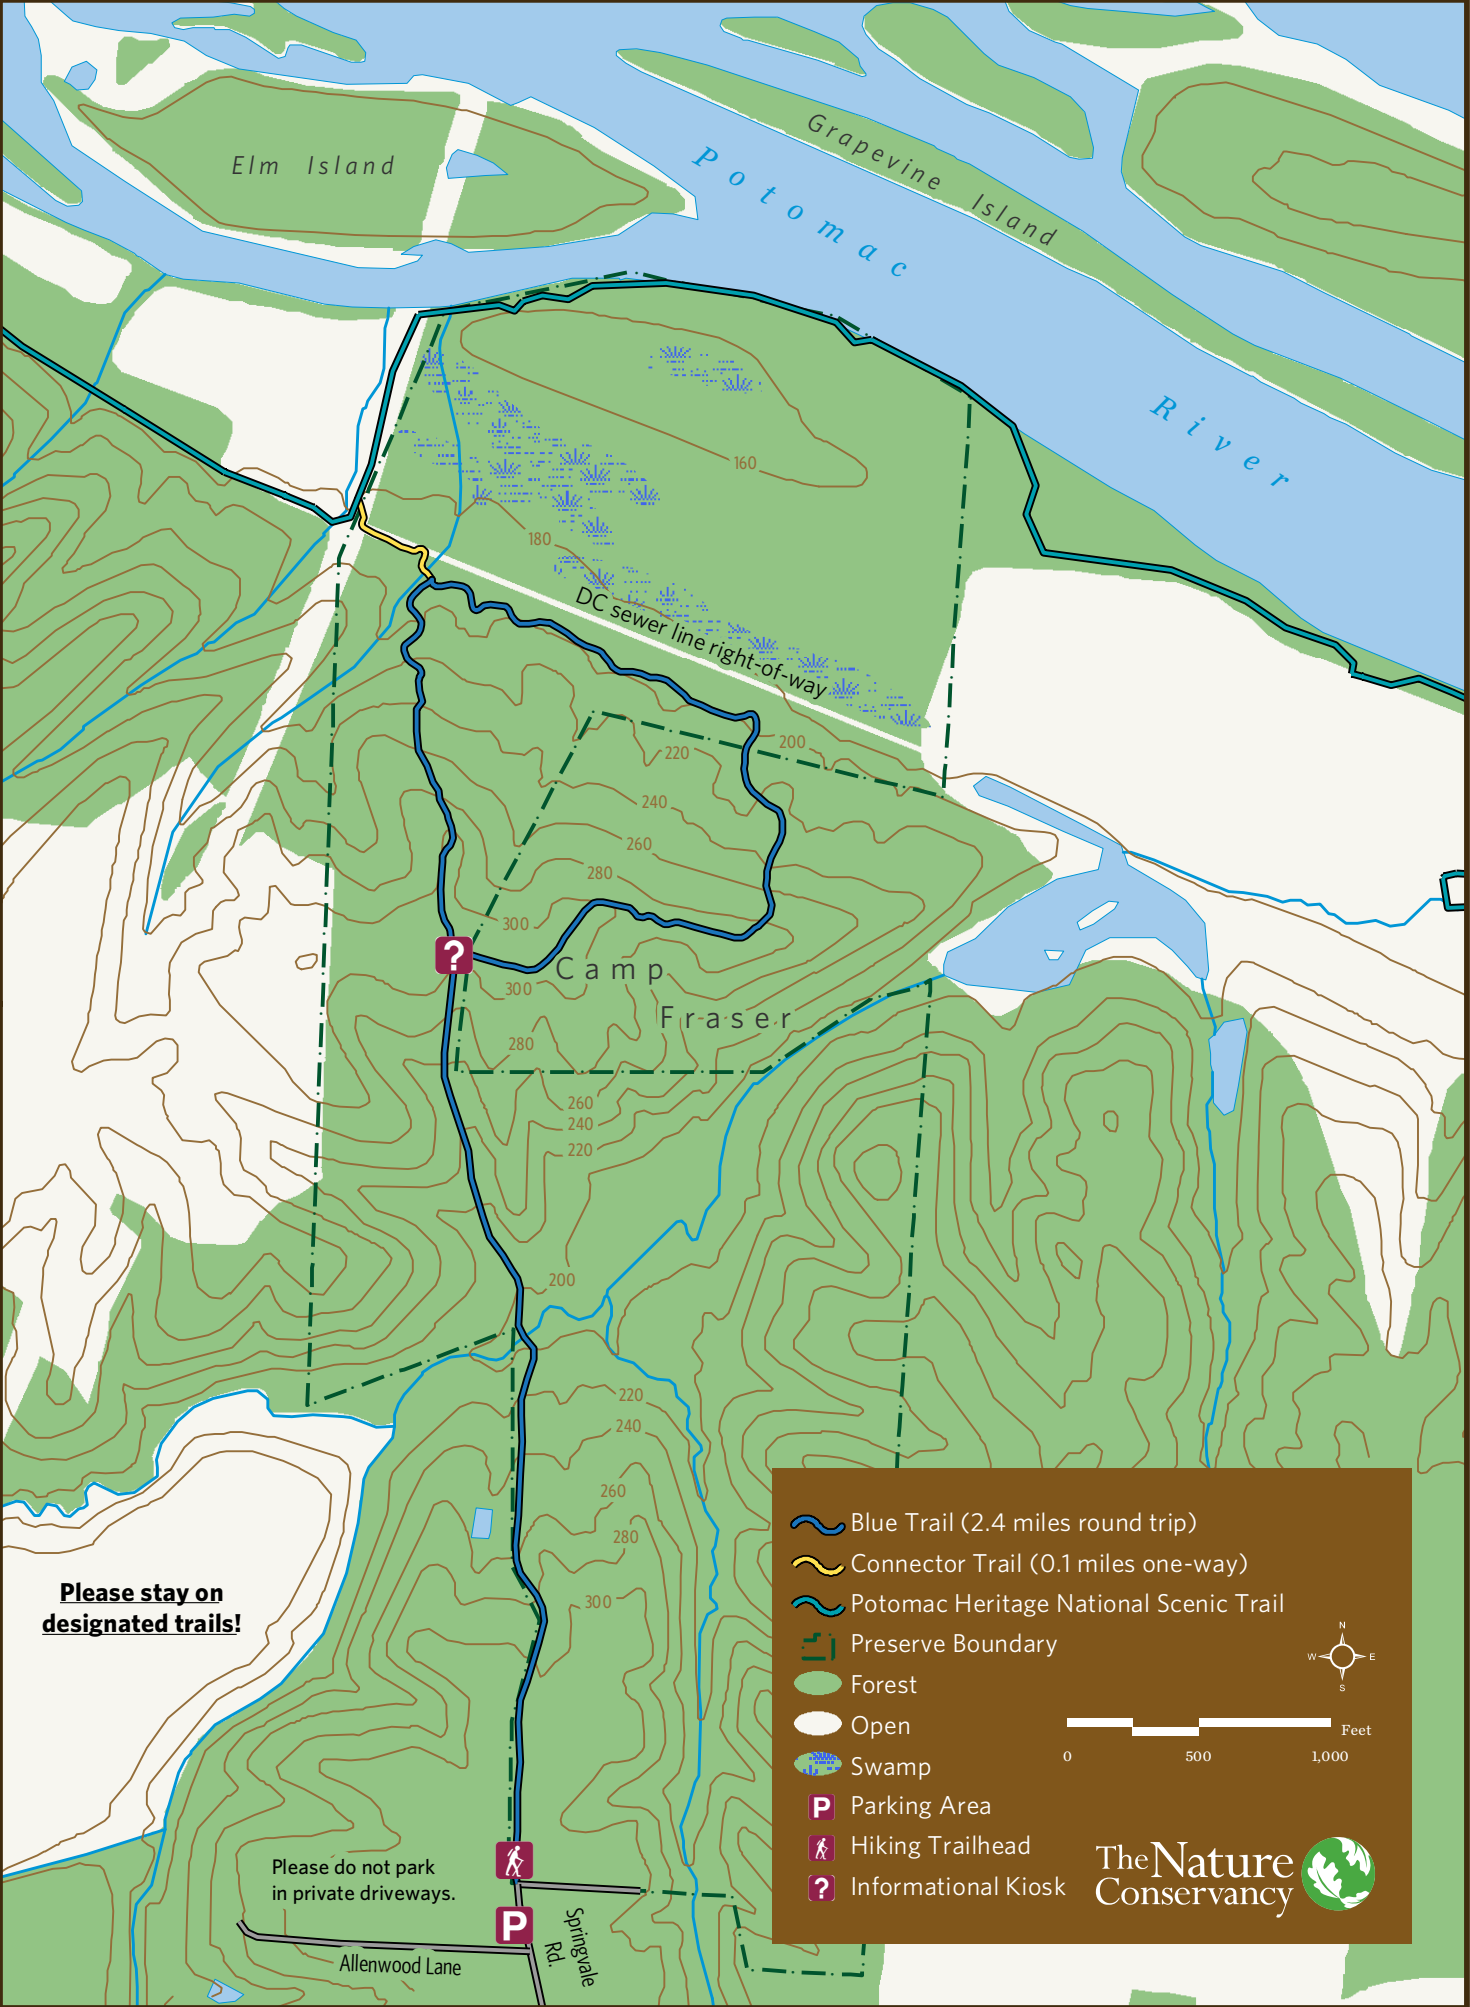 Elm Island
Grapevine Island
Potomac
River
160
180
DC sewer line right-of-way
200
220
240
260
280
300
?
Camp
300
Fraser
280
260
240
220
200
220
240
260
280
300
Please stay on
designated trails!
Please do not park
in private driveways.
P
Springvale
Rd.
Allenwood Lane
Blue Trail (2.4 miles round trip)
Connector Trail (0.1 miles one-way)
Potomac Heritage National Scenic Trail
Preserve Boundary
Forest
Open
Swamp
P Parking Area
Hiking Trailhead
? Informational Kiosk
N
W E
S
Feet
0 500 1,000
The Nature
Conservancy